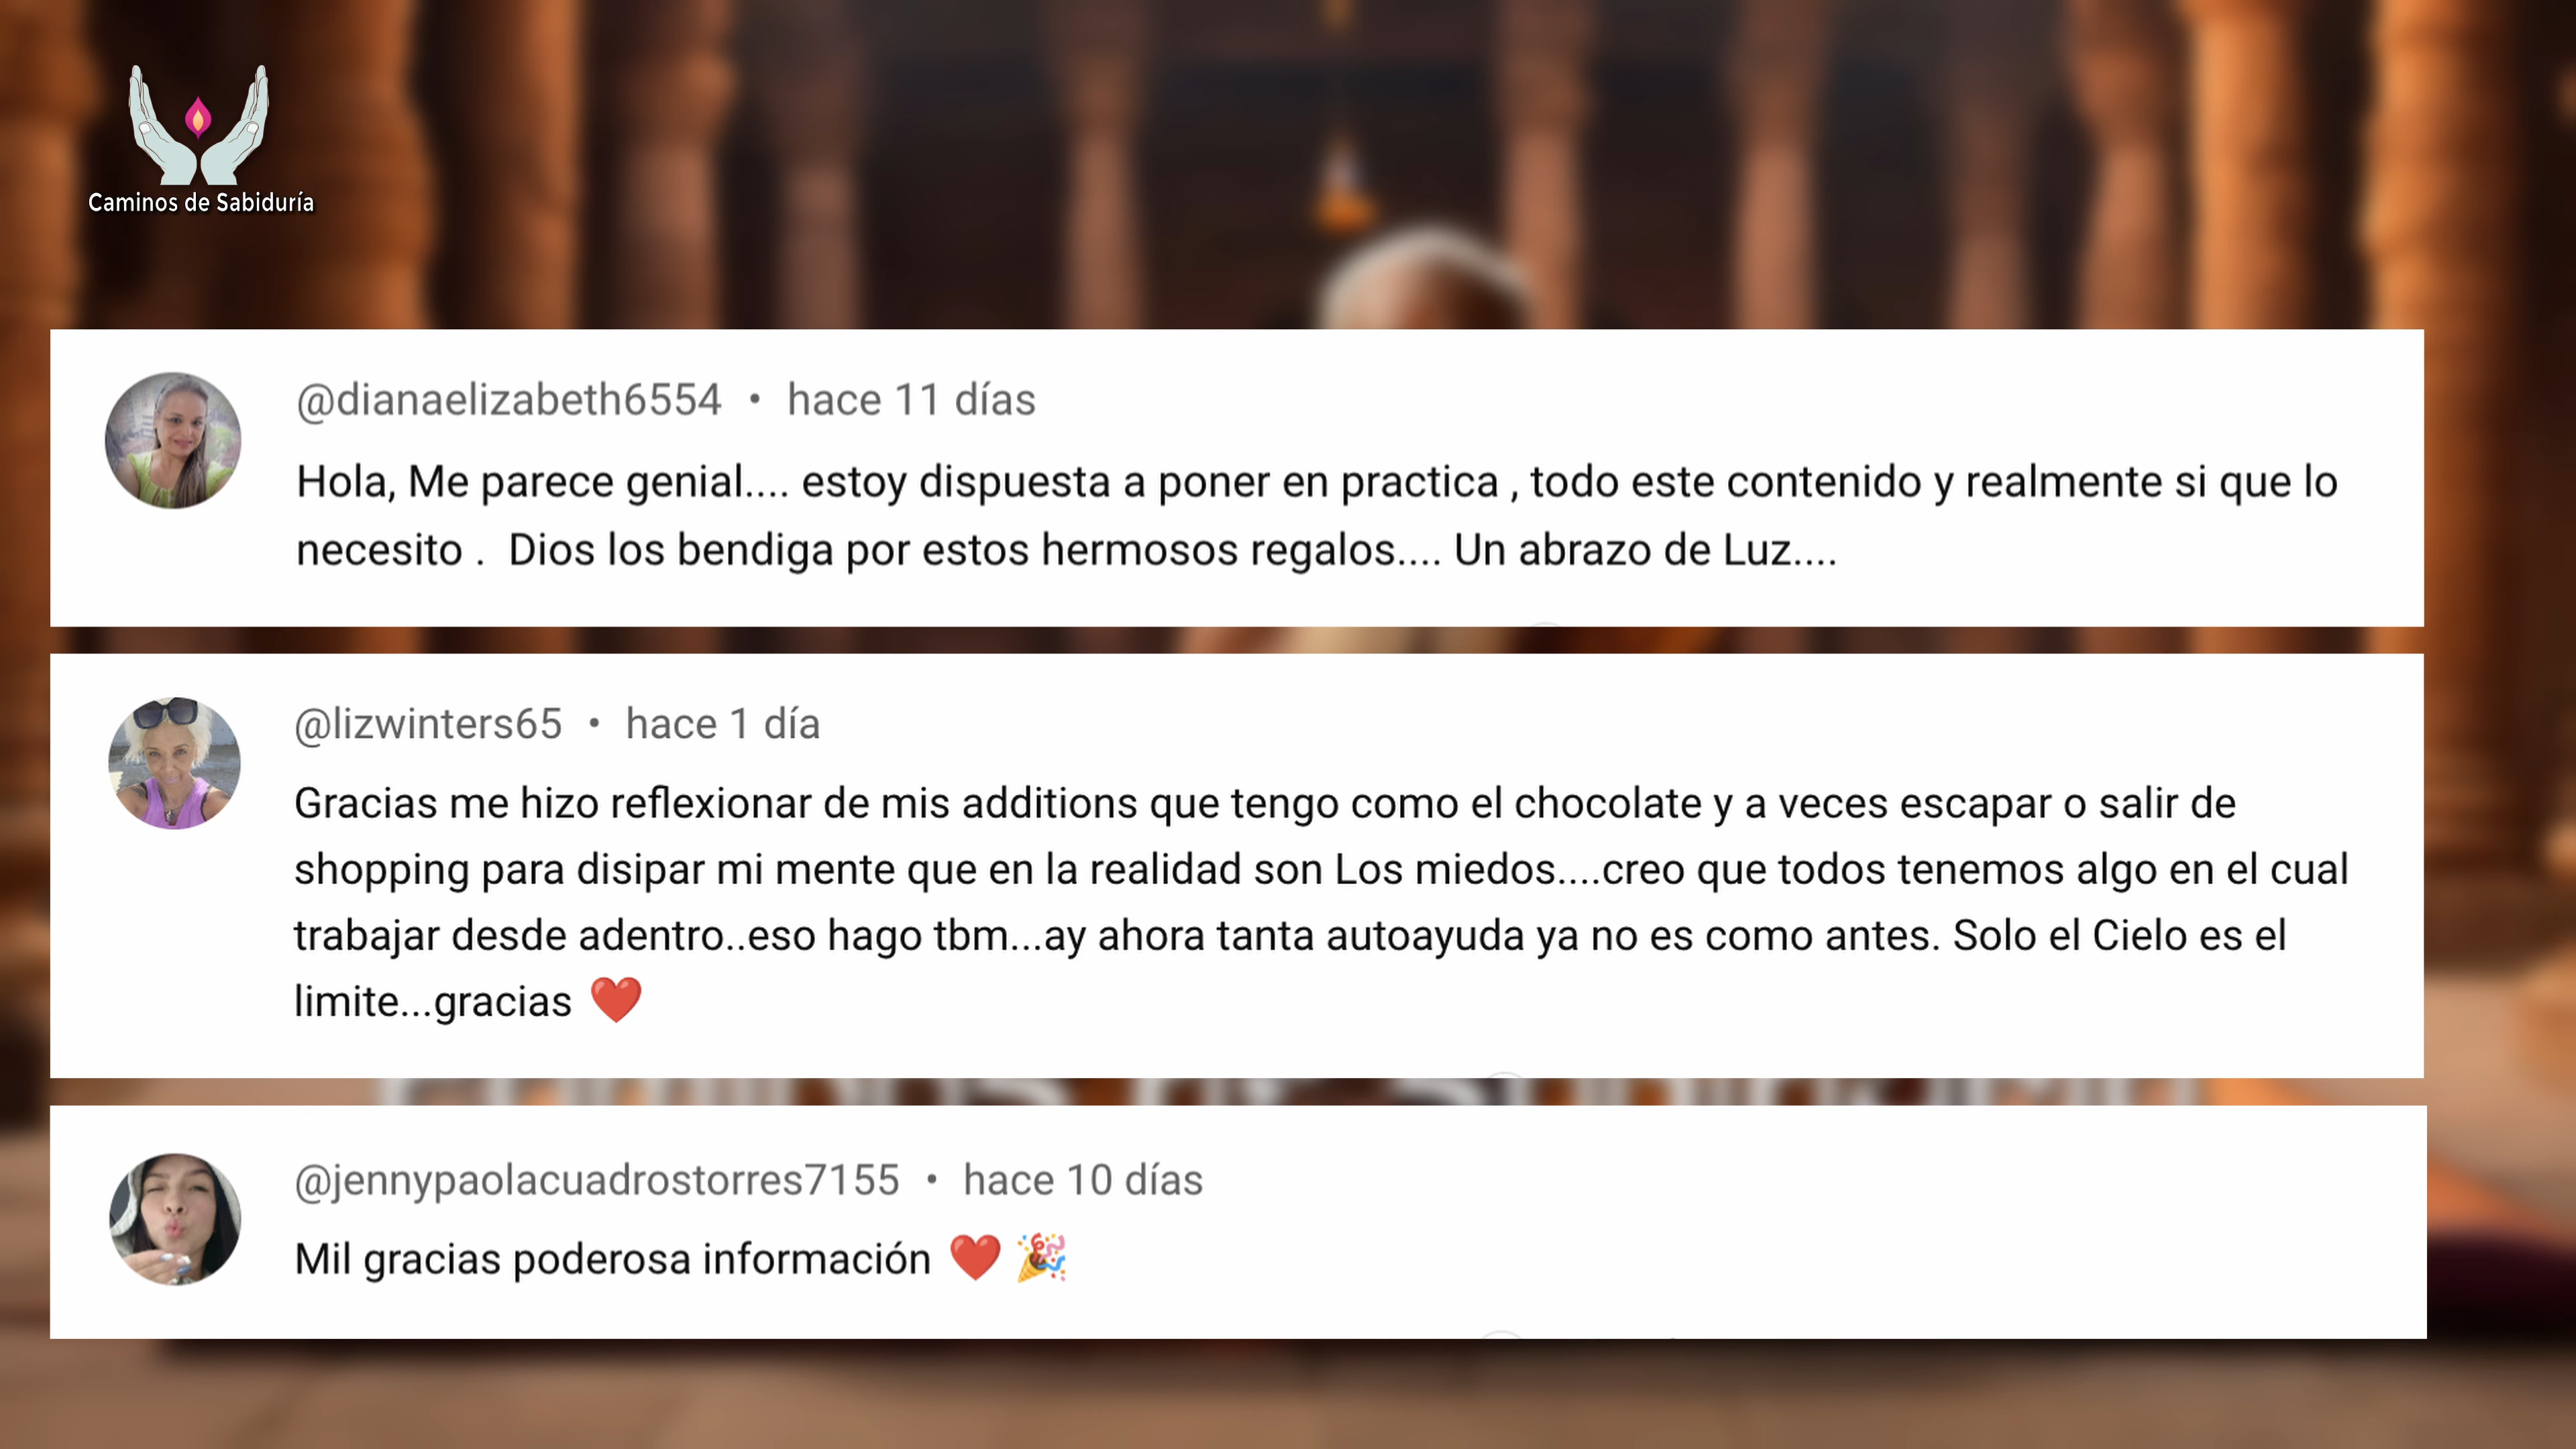 Caminos de Sabiduría
@dianaelizabeth6554 • hace 11 días
Hola, Me parece genial.... estoy dispuesta a poner en practica , todo este contenido y realmente si que lo
necesito .  Dios los bendiga por estos hermosos regalos.... Un abrazo de Luz....
@lizwinters65 • hace 1 día
Gracias me hizo reflexionar de mis additions que tengo como el chocolate y a veces escapar o salir de
shopping para disipar mi mente que en la realidad son Los miedos....creo que todos tenemos algo en el cual
trabajar desde adentro..eso hago tbm...ay ahora tanta autoayuda ya no es como antes. Solo el Cielo es el
limite...gracias ❤️
@jennypaolacuadrostorres7155 • hace 10 días
Mil gracias poderosa información ❤️ 🎉